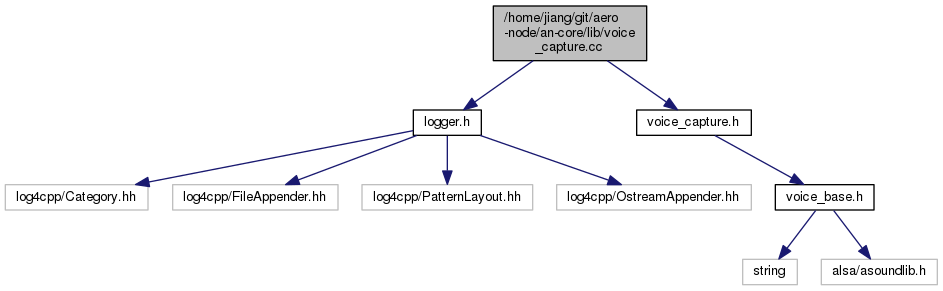 /home/jiang/git/aero
-node/an-core/lib/voice
_capture.cc
logger.h
voice_capture.h
log4cpp/Category.hh
log4cpp/FileAppender.hh
log4cpp/PatternLayout.hh
log4cpp/OstreamAppender.hh
voice_base.h
string
alsa/asoundlib.h